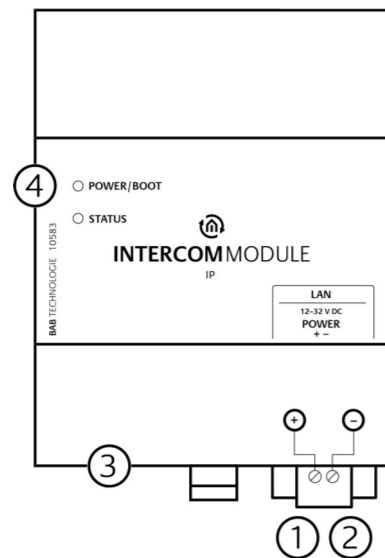 4
POWER/BOOT
STATUS
BAB TECHNOLOGIE 10583
INTERCOMMODULE
IP
LAN
12–32 V DC
POWER
+ –
+ –
3
1 2